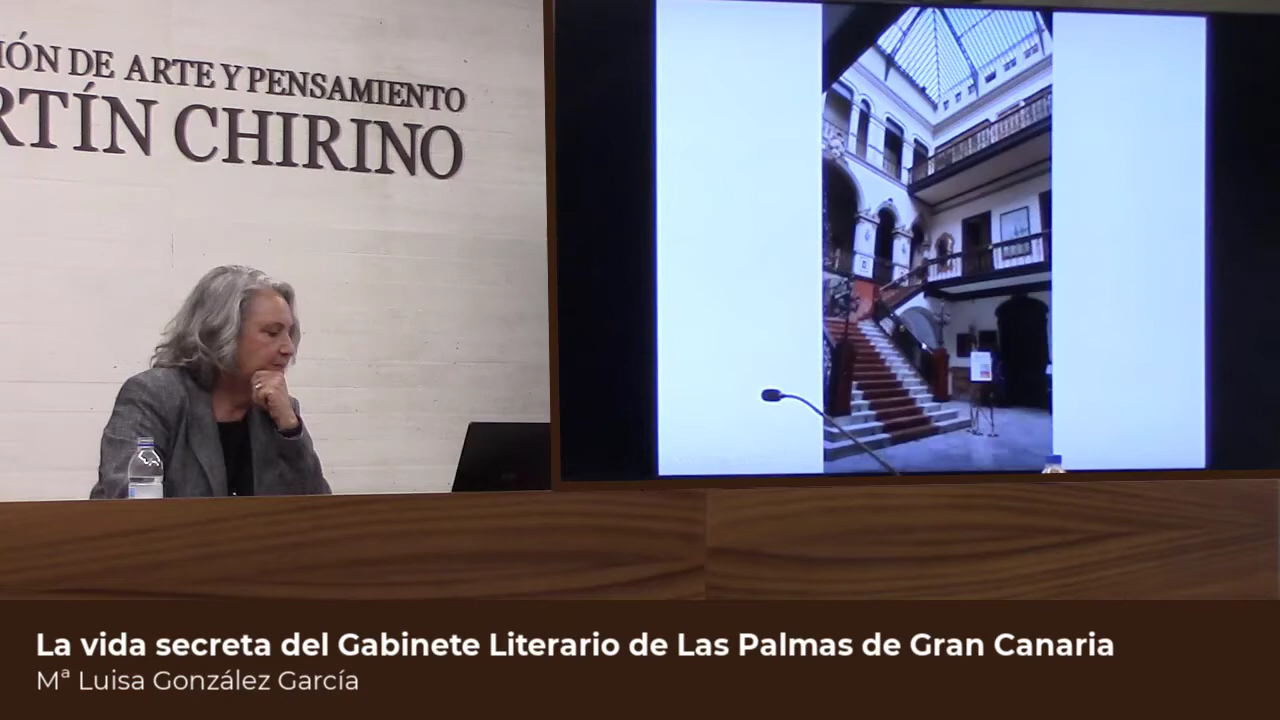 IÓN DE ARTE Y PENSAMIENTO
RTÍN CHIRINO
La vida secreta del Gabinete Literario de Las Palmas de Gran Canaria
Mª Luisa González García